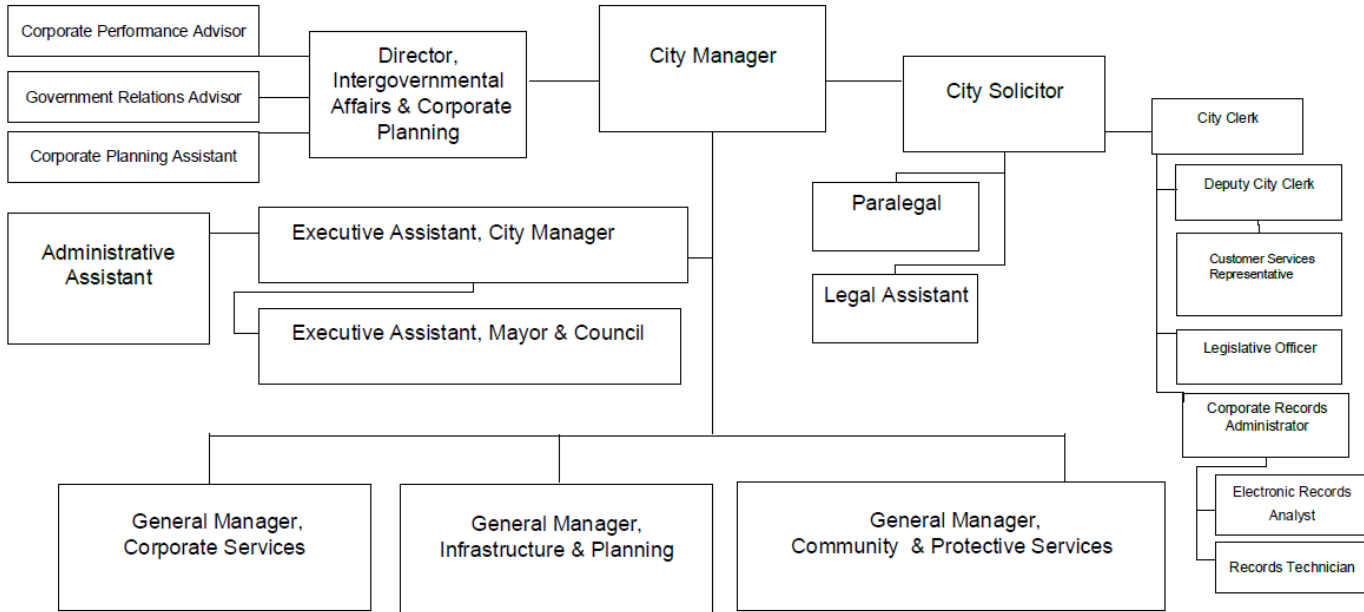 Corporate Performance Advisor
Government Relations Advisor
Corporate Planning Assistant
Director,
Intergovernmental
Affairs & Corporate
Planning
City Manager
City Solicitor
City Clerk
Deputy City Clerk
Customer Services
Representative
Legislative Officer
Corporate Records
Administrator
Electronic Records
Analyst
Records Technician
Paralegal
Legal Assistant
Administrative
Assistant
Executive Assistant, City Manager
Executive Assistant, Mayor & Council
General Manager,
Corporate Services
General Manager,
Infrastructure & Planning
General Manager,
Community & Protective Services